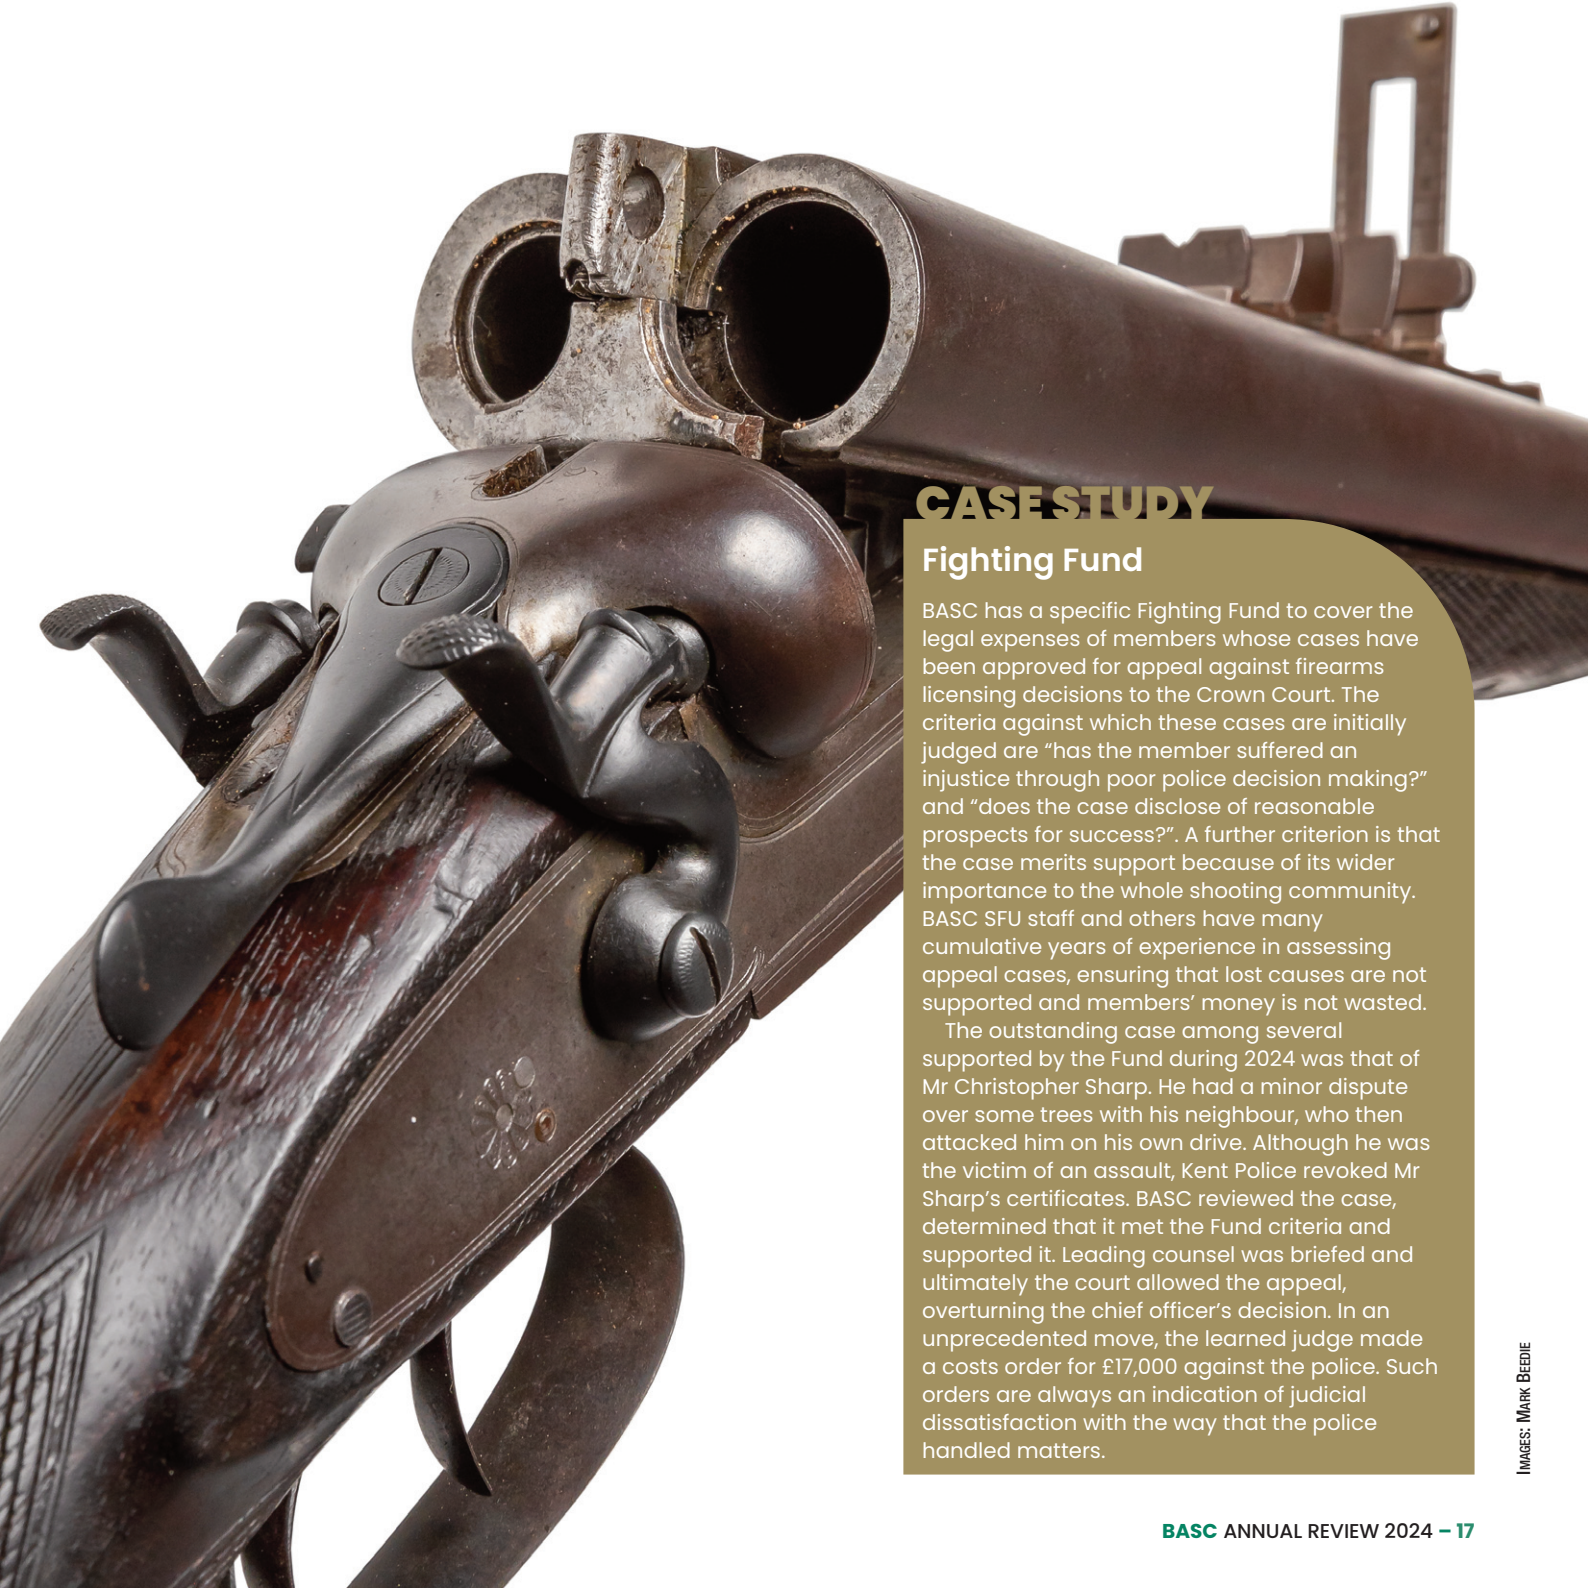 CASE STUDY
Fighting Fund
BASC has a specific Fighting Fund to cover the
legal expenses of members whose cases have
been approved for appeal against firearms
licensing decisions to the Crown Court. The
criteria against which these cases are initially
judged are “has the member suffered an
injustice through poor police decision making?”
and “does the case disclose of reasonable
prospects for success?”. A further criterion is that
the case merits support because of its wider
importance to the whole shooting community.
BASC SFU staff and others have many
cumulative years of experience in assessing
appeal cases, ensuring that lost causes are not
supported and members’ money is not wasted.
The outstanding case among several
supported by the Fund during 2024 was that of
Mr Christopher Sharp. He had a minor dispute
over some trees with his neighbour, who then
attacked him on his own drive. Although he was
the victim of an assault, Kent Police revoked Mr
Sharp’s certificates. BASC reviewed the case,
determined that it met the Fund criteria and
supported it. Leading counsel was briefed and
ultimately the court allowed the appeal,
overturning the chief officer’s decision. In an
unprecedented move, the learned judge made
a costs order for £17,000 against the police. Such
orders are always an indication of judicial
dissatisfaction with the way that the police
handled matters.
IMAGES: MARK BEEDIE
BASC ANNUAL REVIEW 2024 – 17